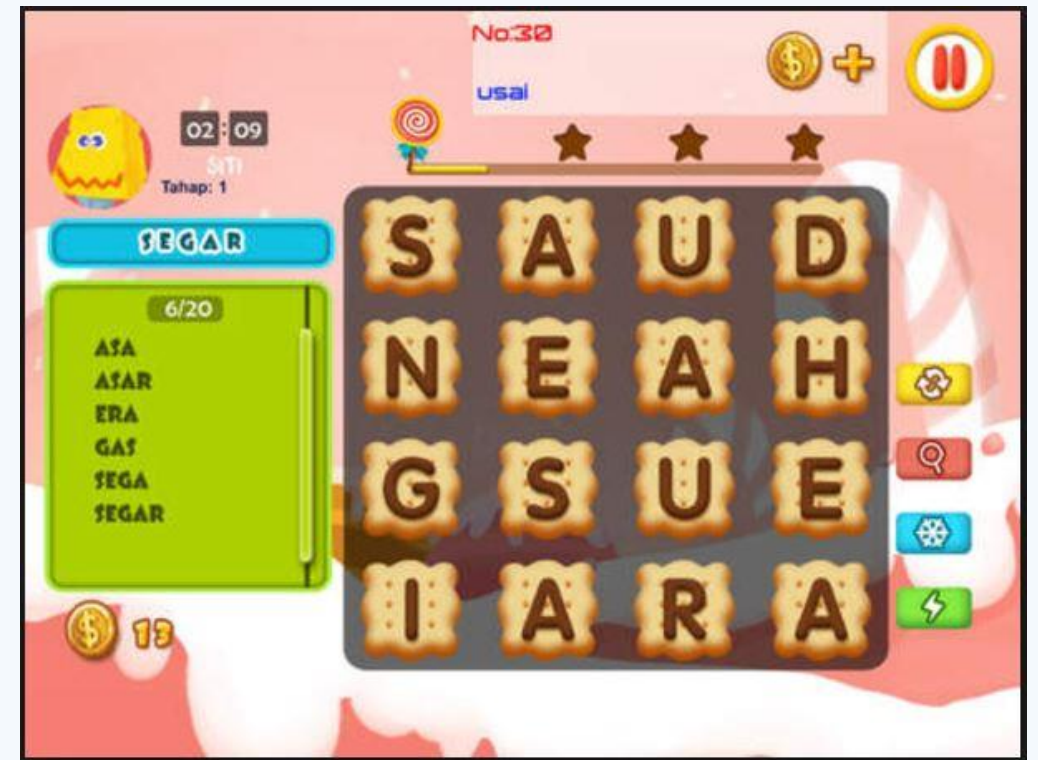 No:30
usai
02:09
SITI
Tahap: 1
SEGAR
6/20
ASA
ASAR
ERA
GAS
SEGA
SEGAR
13
S A U D
N E A H
G S U E
I A R A